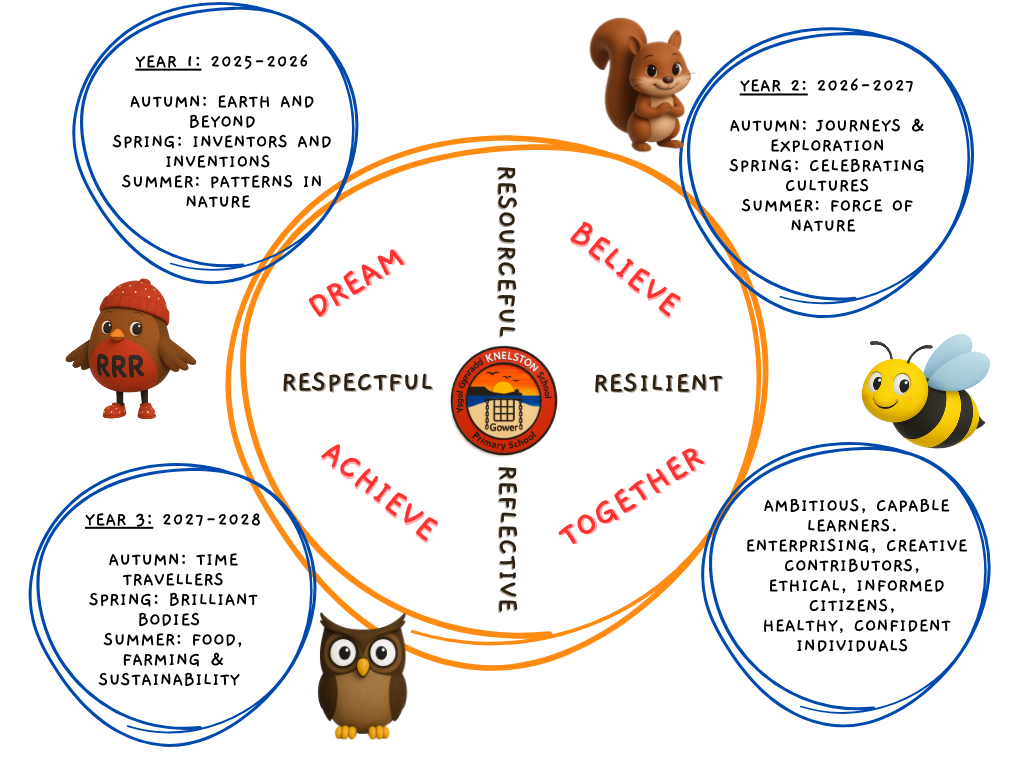 YEAR 1: 2025-2026
AUTUMN: EARTH AND
BEYOND
SPRING: INVENTORS AND
INVENTIONS
SUMMER: PATTERNS IN
NATURE
YEAR 2: 2026-2027
AUTUMN: JOURNEYS &
EXPLORATION
SPRING: CELEBRATING
CULTURES
SUMMER: FORCE OF
NATURE
RESOURCEFUL
DREAM
BELIEVE
RRR
RESPECTFUL
Ysgol Gynradd KNELSTON School
Gower
Primary School
RESILIENT
ACHIEVE
TOGETHER
REFLECTIVE
YEAR 3: 2027-2028
AUTUMN: TIME
TRAVELLERS
SPRING: BRILLIANT
BODIES
SUMMER: FOOD,
FARMING &
SUSTAINABILITY
AMBITIOUS, CAPABLE
LEARNERS.
ENTERPRISING, CREATIVE
CONTRIBUTORS,
ETHICAL, INFORMED
CITIZENS,
HEALTHY, CONFIDENT
INDIVIDUALS